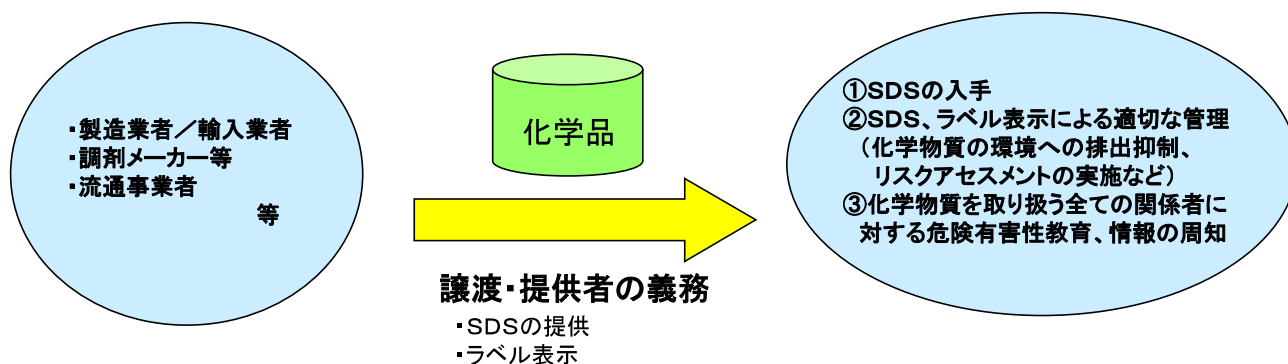 ・製造業者／輸入業者
・調剤メーカー等
・流通事業者
等
化学品
譲渡・提供者の義務
・SDSの提供
・ラベル表示
①SDSの入手
②SDS、ラベル表示による適切な管理
（化学物質の環境への排出抑制、
リスクアセスメントの実施など）
③化学物質を取り扱う全ての関係者に
対する危険有害性教育、情報の周知